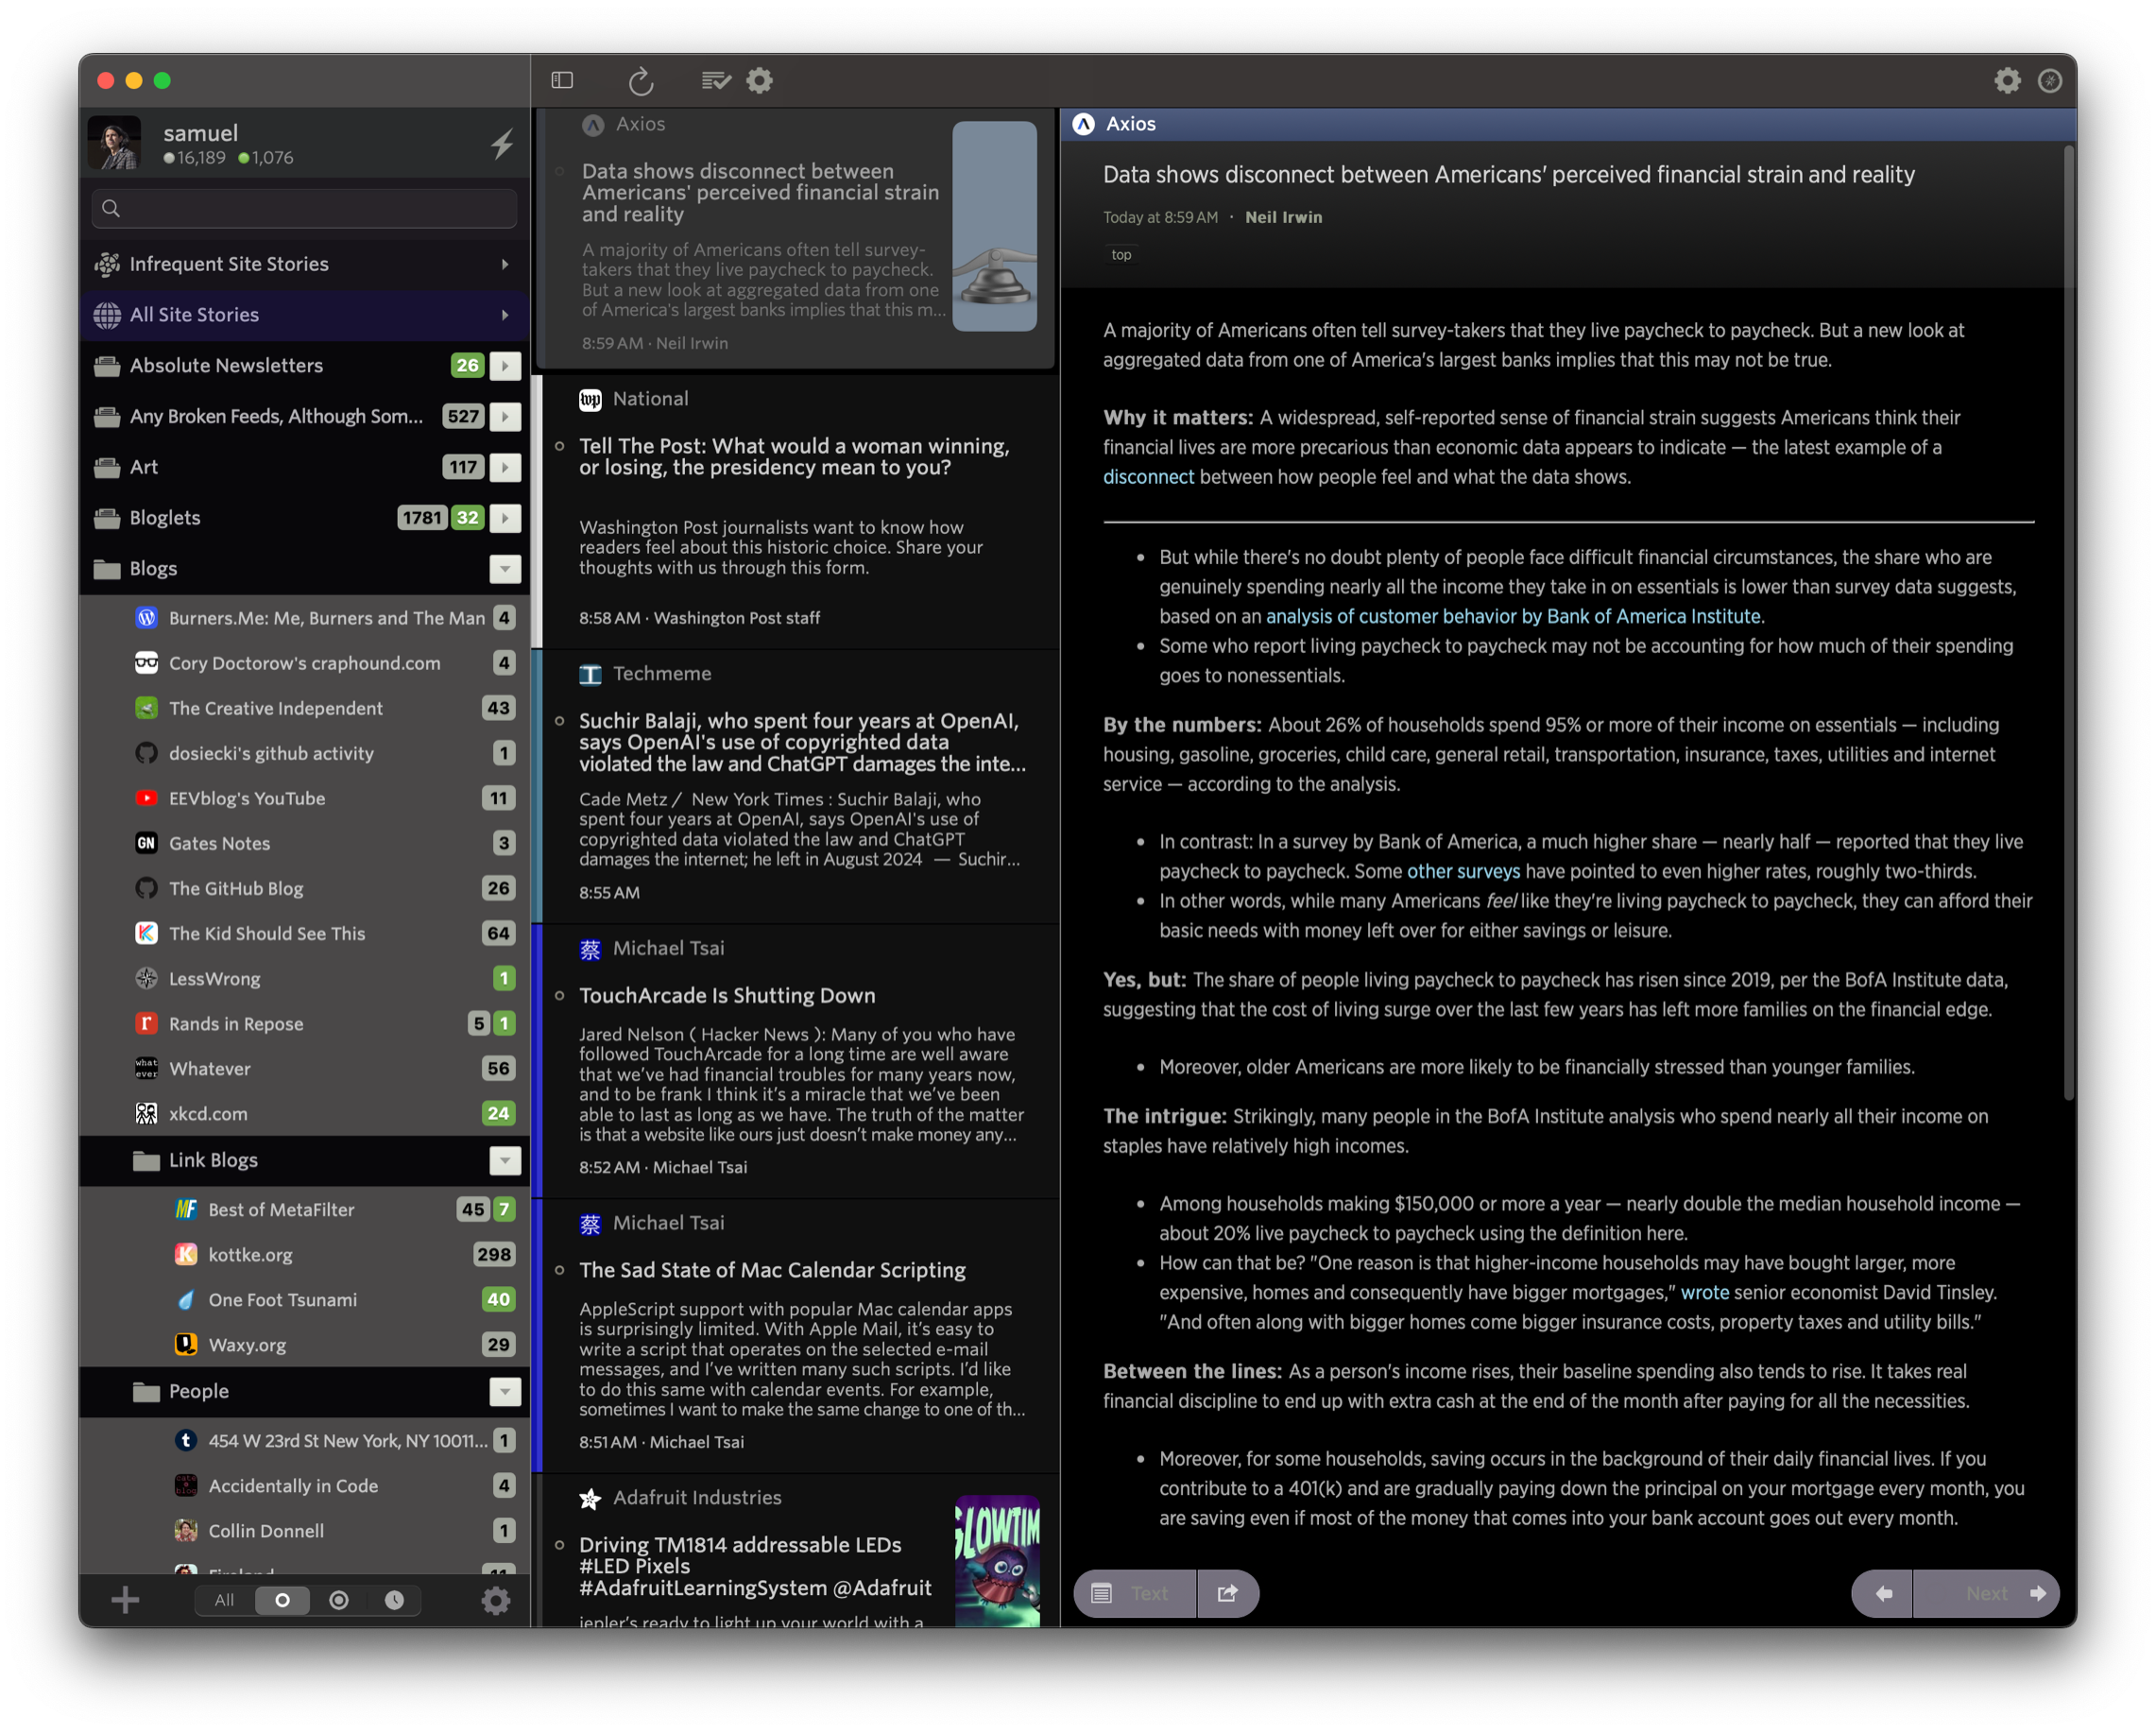 samuel
16,189 1,076
Infrequent Site Stories
All Site Stories
Absolute Newsletters 26
Any Broken Feeds, Although Som... 527
Art 117
Bloglets 1781 32
Blogs
Burners.Me: Me, Burners and The Man 4
Cory Doctorow's craphound.com 4
The Creative Independent 43
dosiecki's github activity 1
EEVblog's YouTube 11
GN Gates Notes 3
The GitHub Blog 26
The Kid Should See This 64
LessWrong 1
Rands in Repose 5 1
what ever Whatever 56
xkcd.com 24
Link Blogs
MF Best of MetaFilter 45 7
kottke.org 298
One Foot Tsunami 40
Waxy.org 29
People
454 W 23rd St New York, NY 10011... 1
Accidentally in Code 4
Collin Donnell 1
All
Axios
Data shows disconnect between
Americans' perceived financial strain
and reality
A majority of Americans often tell survey-
takers that they live paycheck to paycheck.
But a new look at aggregated data from one
of America's largest banks implies that this m...
8:59 AM · Neil Irwin
wp National
Tell The Post: What would a woman winning,
or losing, the presidency mean to you?
Washington Post journalists want to know how
readers feel about this historic choice. Share your
thoughts with us through this form.
8:58 AM · Washington Post staff
Techmeme
Suchir Balaji, who spent four years at OpenAI,
says OpenAI's use of copyrighted data
violated the law and ChatGPT damages the inte...
Cade Metz / New York Times : Suchir Balaji, who
spent four years at OpenAI, says OpenAI's use of
copyrighted data violated the law and ChatGPT
damages the internet; he left in August 2024 — Suchir...
8:55 AM
蔡 Michael Tsai
TouchArcade Is Shutting Down
Jared Nelson ( Hacker News ): Many of you who have
followed TouchArcade for a long time are well aware
that we've had financial troubles for many years now,
and to be frank I think it's a miracle that we've been
able to last as long as we have. The truth of the matter
is that a website like ours just doesn't make money any...
8:52 AM · Michael Tsai
蔡 Michael Tsai
The Sad State of Mac Calendar Scripting
AppleScript support with popular Mac calendar apps
is surprisingly limited. With Apple Mail, it's easy to
write a script that operates on the selected e-mail
messages, and I've written many such scripts. I'd like
to do this same with calendar events. For example,
sometimes I want to make the same change to one of th...
8:51 AM · Michael Tsai
Adafruit Industries
Driving TM1814 addressable LEDs
#LED Pixels
#AdafruitLearningSystem @Adafruit
jepler's ready to light up your world with a
GLOWTIM
Axios
Data shows disconnect between Americans' perceived financial strain and reality
Today at 8:59 AM · Neil Irwin
top
A majority of Americans often tell survey-takers that they live paycheck to paycheck. But a new look at
aggregated data from one of America's largest banks implies that this may not be true.
Why it matters: A widespread, self-reported sense of financial strain suggests Americans think their
financial lives are more precarious than economic data appears to indicate — the latest example of a
disconnect between how people feel and what the data shows.
• But while there's no doubt plenty of people face difficult financial circumstances, the share who are
genuinely spending nearly all the income they take in on essentials is lower than survey data suggests,
based on an analysis of customer behavior by Bank of America Institute.
• Some who report living paycheck to paycheck may not be accounting for how much of their spending
goes to nonessentials.
By the numbers: About 26% of households spend 95% or more of their income on essentials — including
housing, gasoline, groceries, child care, general retail, transportation, insurance, taxes, utilities and internet
service — according to the analysis.
• In contrast: In a survey by Bank of America, a much higher share — nearly half — reported that they live
paycheck to paycheck. Some other surveys have pointed to even higher rates, roughly two-thirds.
• In other words, while many Americans feel like they're living paycheck to paycheck, they can afford their
basic needs with money left over for either savings or leisure.
Yes, but: The share of people living paycheck to paycheck has risen since 2019, per the BofA Institute data,
suggesting that the cost of living surge over the last few years has left more families on the financial edge.
• Moreover, older Americans are more likely to be financially stressed than younger families.
The intrigue: Strikingly, many people in the BofA Institute analysis who spend nearly all their income on
staples have relatively high incomes.
• Among households making $150,000 or more a year — nearly double the median household income —
about 20% live paycheck to paycheck using the definition here.
• How can that be? "One reason is that higher-income households may have bought larger, more
expensive, homes and consequently have bigger mortgages," wrote senior economist David Tinsley.
"And often along with bigger homes come bigger insurance costs, property taxes and utility bills."
Between the lines: As a person's income rises, their baseline spending also tends to rise. It takes real
financial discipline to end up with extra cash at the end of the month after paying for all the necessities.
• Moreover, for some households, saving occurs in the background of their daily financial lives. If you
contribute to a 401(k) and are gradually paying down the principal on your mortgage every month, you
are saving even if most of the money that comes into your bank account goes out every month.
Text
Next